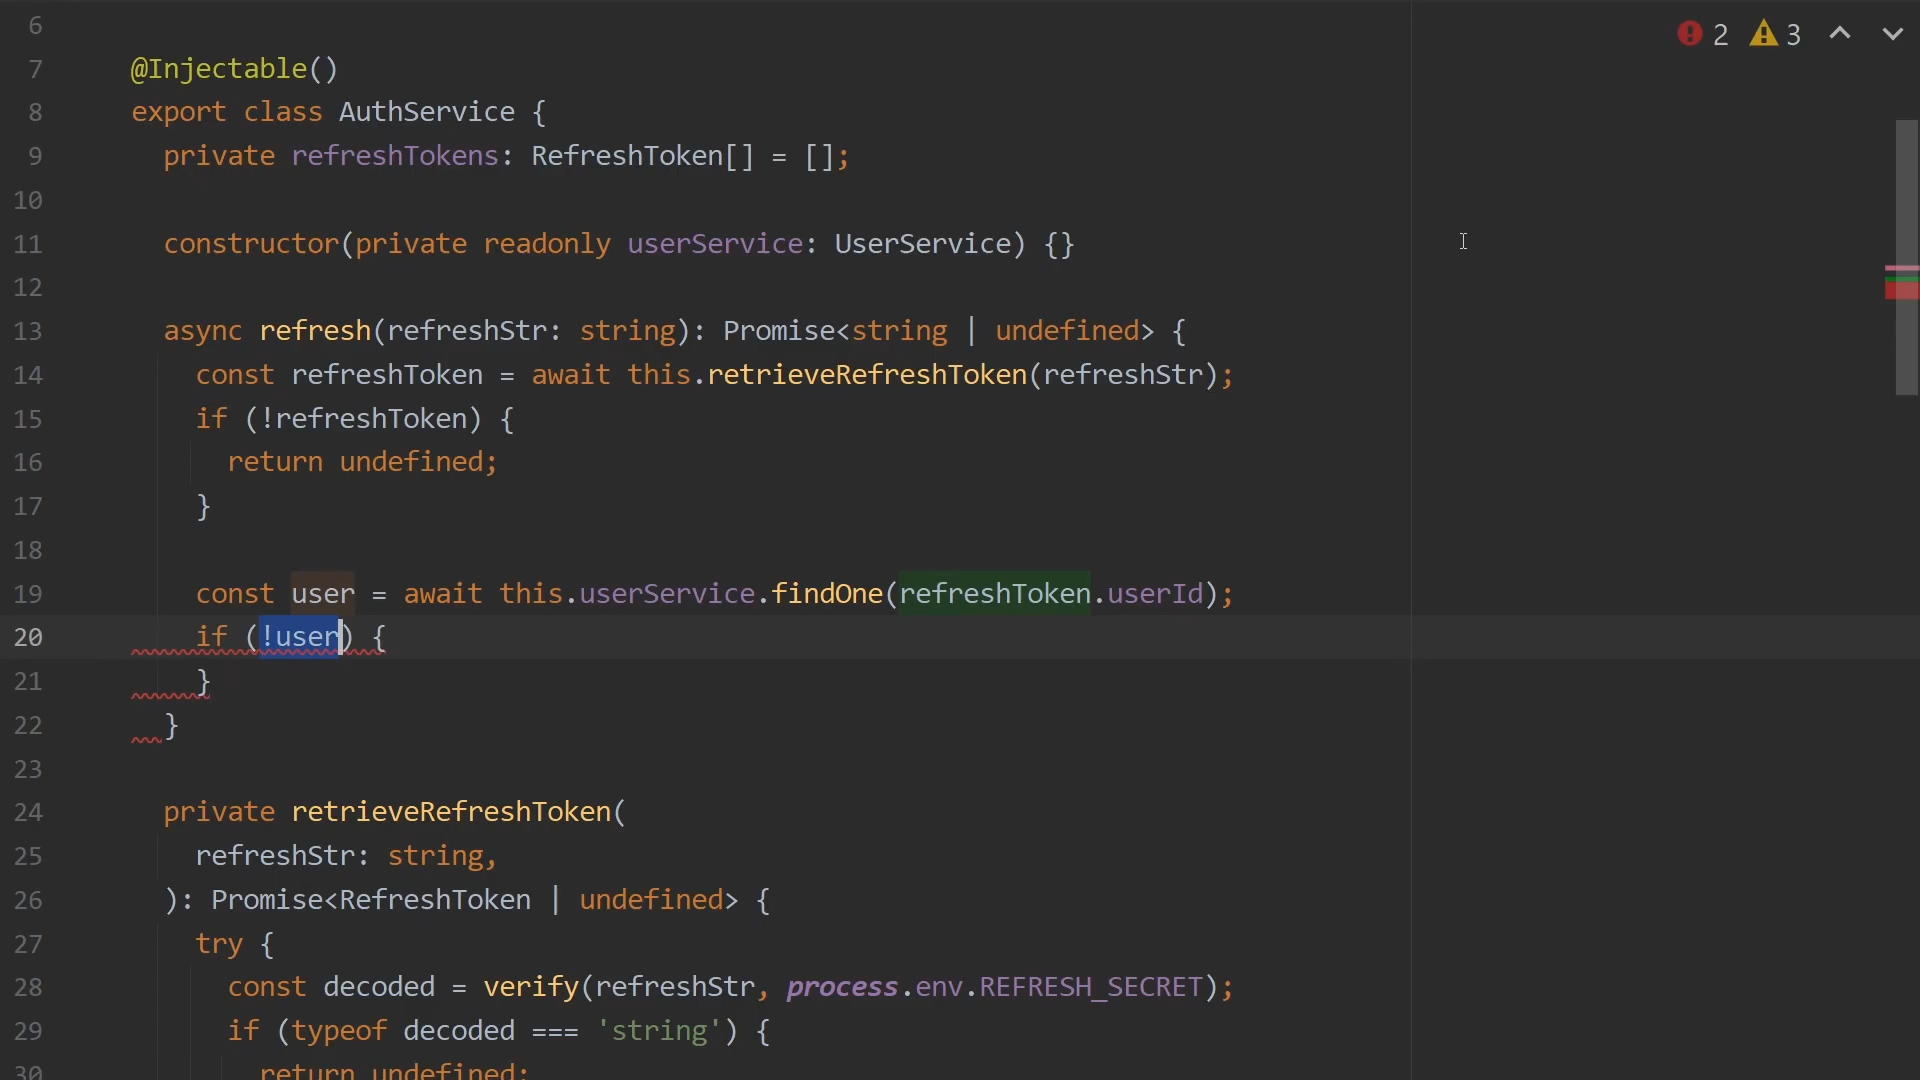 6
2 3
7 @Injectable()
8 export class AuthService {
9 private refreshTokens: RefreshToken[] = [];
10
11 constructor(private readonly userService: UserService) {}
12
13 async refresh(refreshStr: string): Promise<string | undefined> {
14 const refreshToken = await this.retrieveRefreshToken(refreshStr);
15 if (!refreshToken) {
16 return undefined;
17 }
18
19 const user = await this.userService.findOne(refreshToken.userId);
20 if (!user) {
21 }
22 }
23
24 private retrieveRefreshToken(
25 refreshStr: string,
26 ): Promise<RefreshToken | undefined> {
27 try {
28 const decoded = verify(refreshStr, process.env.REFRESH_SECRET);
29 if (typeof decoded === 'string') {
30 return undefined;